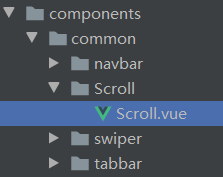 components
common
navbar
Scroll
Scroll.vue
swiper
tabbar